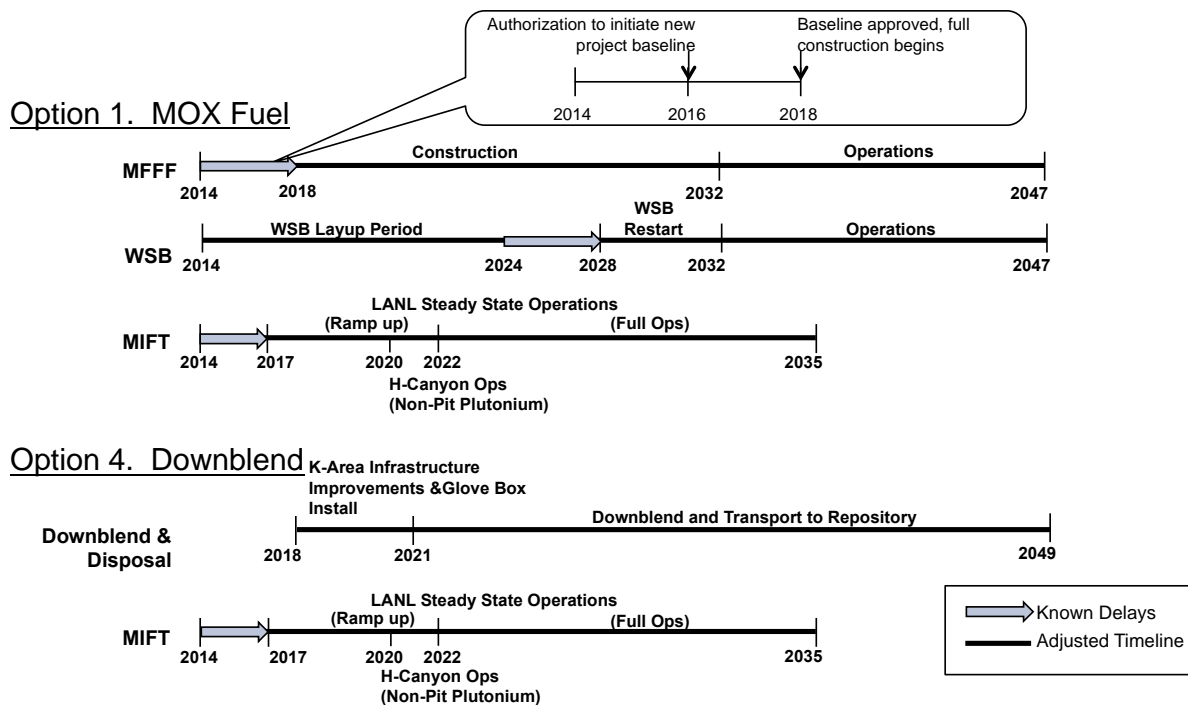 Authorization to initiate new
project baseline
Baseline approved, full
construction begins
2014
2016
2018
Option 1. MOX Fuel
Construction
Operations
MFFF
2014
2018
2032
2047
WSB Layup Period
WSB
Restart
Operations
WSB
2014
2024
2028
2032
2047
LANL Steady State Operations
(Ramp up)
(Full Ops)
MIFT
2014
2017
2020
2022
2035
H-Canyon Ops
(Non-Pit Plutonium)
Option 4. Downblend
K-Area Infrastructure
Improvements &Glove Box
Install
Downblend and Transport to Repository
Downblend &
Disposal
2018
2021
2049
LANL Steady State Operations
(Ramp up)
(Full Ops)
MIFT
2014
2017
2020
2022
2035
H-Canyon Ops
(Non-Pit Plutonium)
Known Delays
Adjusted Timeline